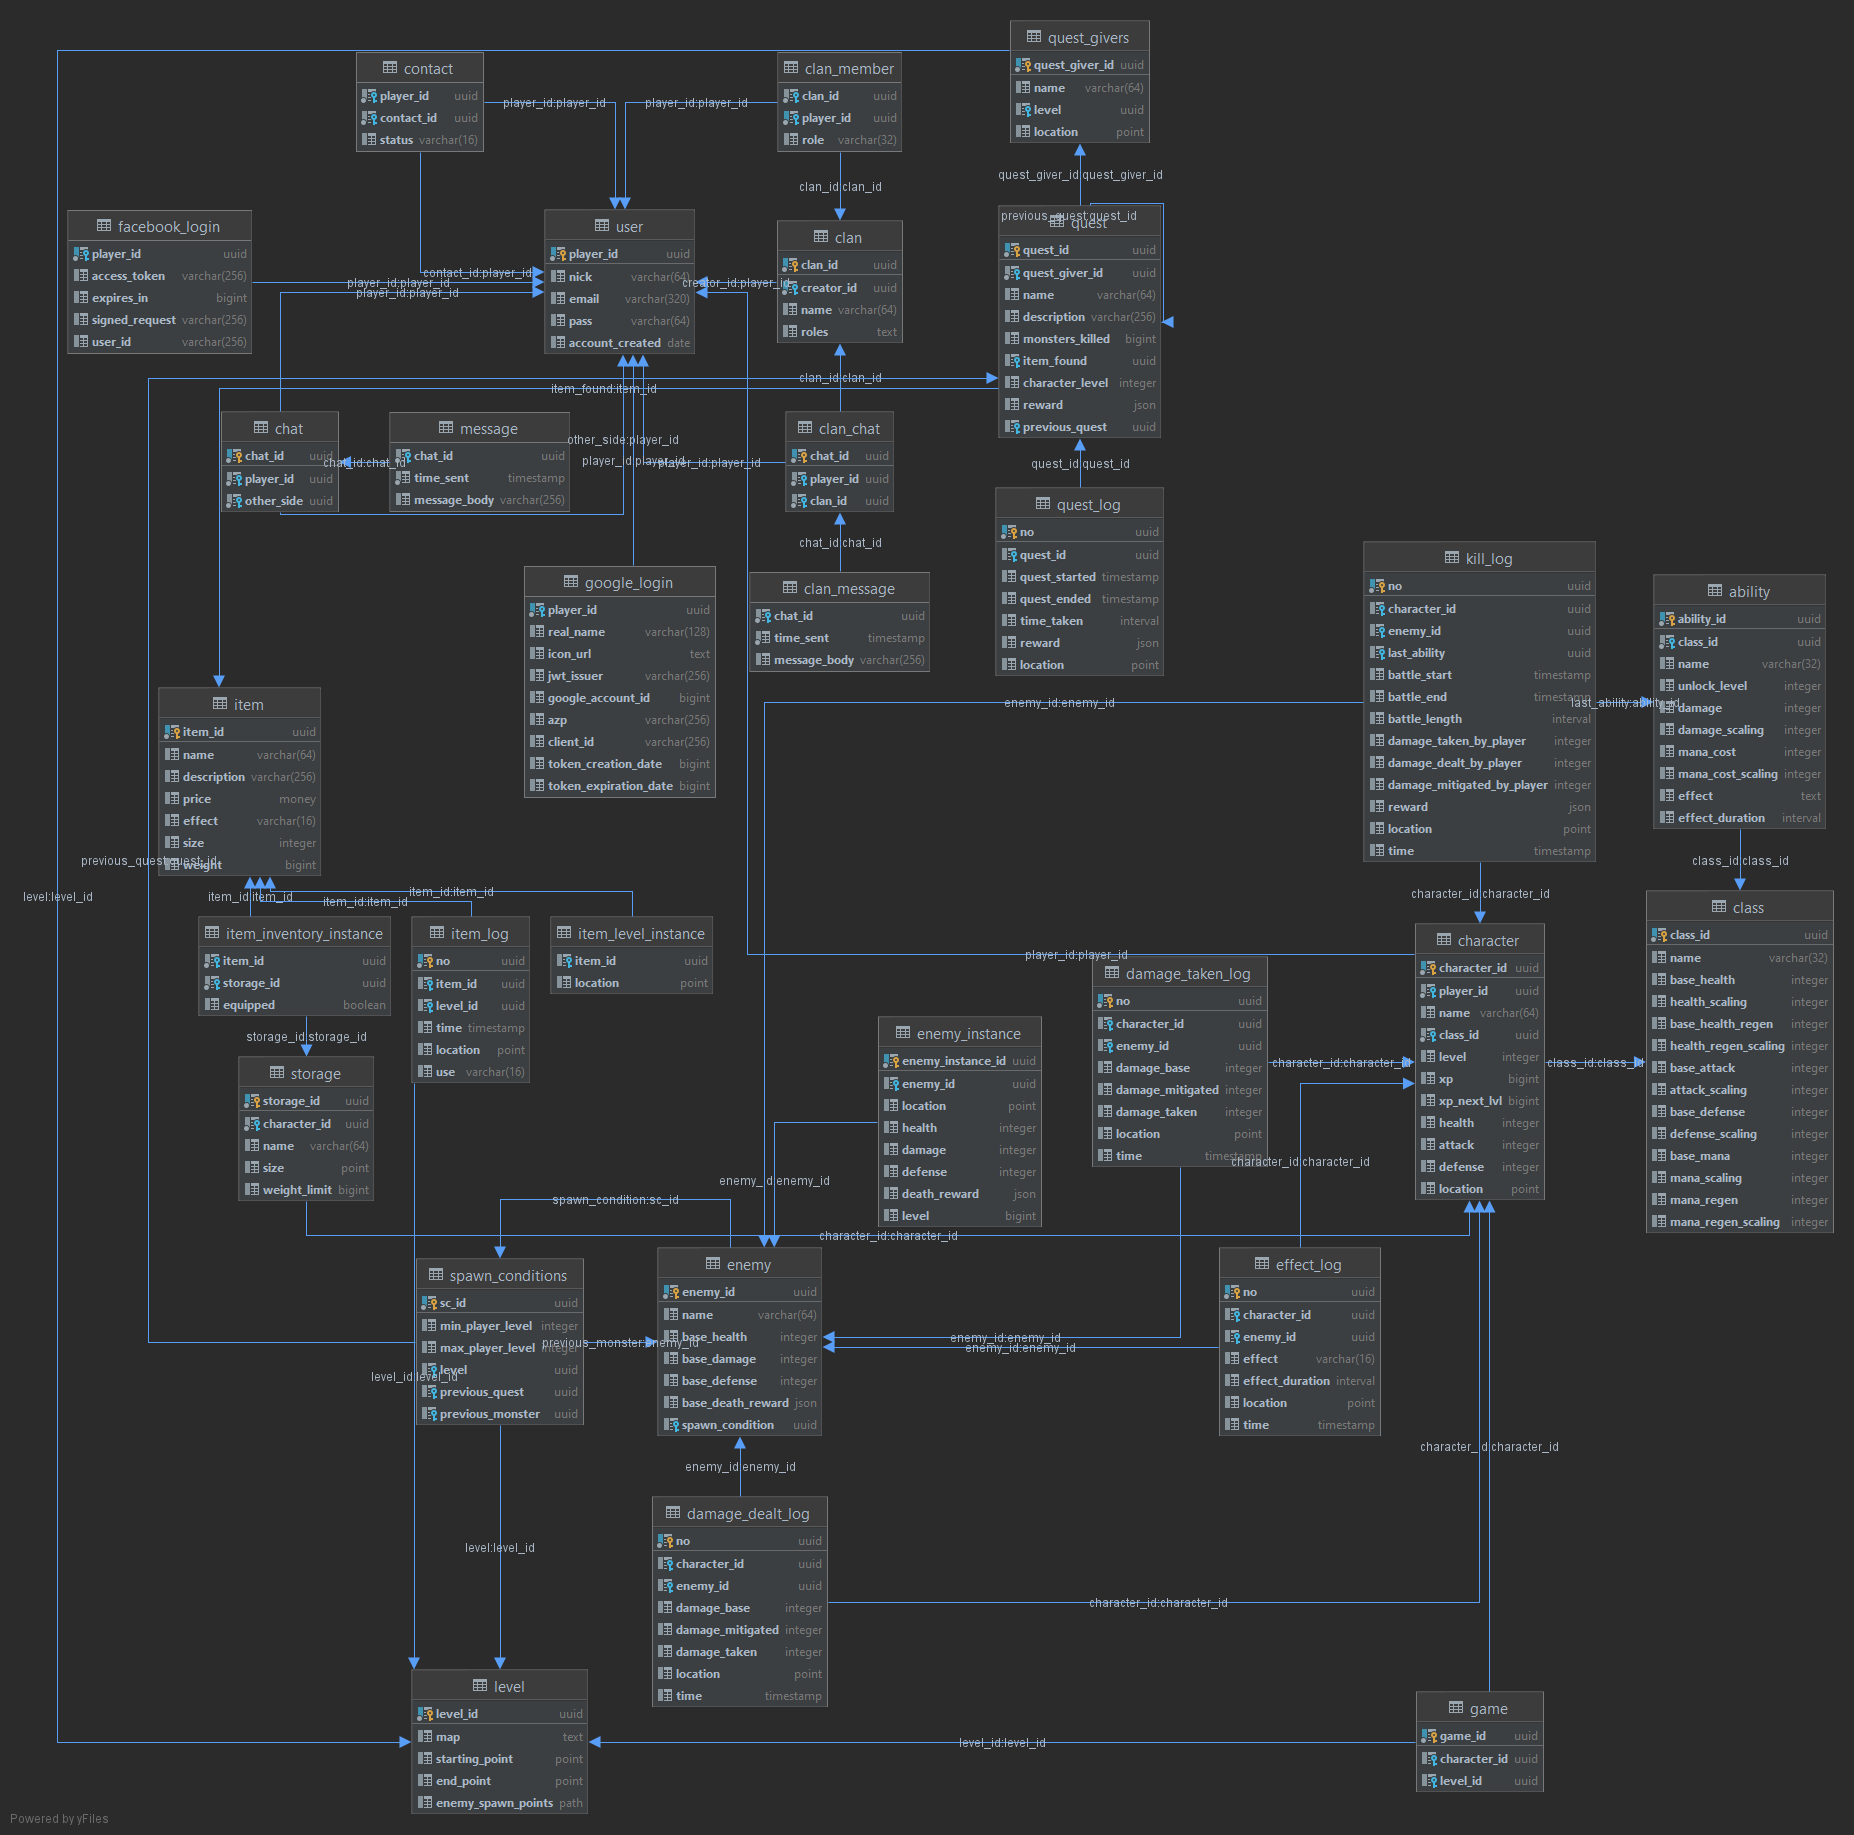 quest_givers
quest_giver_id uuid
name varchar(64)
level uuid
location point
contact
player_id uuid
contact_id uuid
status varchar(16)
clan_member
clan_id uuid
player_id uuid
role varchar(32)
player_id:player_id
player_id:player_id
clan_id:clan_id
quest_giver_id:quest_giver_id
facebook_login
player_id uuid
access_token varchar(256)
expires_in bigint
signed_request varchar(256)
user_id varchar(256)
user
player_id uuid
nick varchar(64)
email varchar(320)
pass varchar(64)
account_created date
clan
clan_id uuid
creator_id uuid
name varchar(64)
roles text
previous_quest:quest_id
quest
quest_id uuid
quest_giver_id uuid
name varchar(64)
description varchar(256)
monsters_killed bigint
item_found uuid
character_level integer
reward json
previous_quest uuid
contact_id:player_id
player_id:player_id
player_id:player_id
creator_id:player_id
clan_id:clan_id
item_found:item_id
chat
chat_id uuid
player_id uuid
other_side uuid
message
chat_id uuid
time_sent timestamp
message_body varchar(256)
chat_id:chat_id
other_side:player_id
player_id:player_id
player_id:player_id
clan_chat
chat_id uuid
player_id uuid
clan_id uuid
quest_id:quest_id
quest_log
no uuid
quest_id uuid
quest_started timestamp
quest_ended timestamp
time_taken interval
reward json
location point
chat_id:chat_id
google_login
player_id uuid
real_name varchar(128)
icon_url text
jwt_issuer varchar(256)
google_account_id bigint
azp varchar(256)
client_id varchar(256)
token_creation_date bigint
token_expiration_date bigint
clan_message
chat_id uuid
time_sent timestamp
message_body varchar(256)
kill_log
no uuid
character_id uuid
enemy_id uuid
last_ability uuid
battle_start timestamp
battle_end timestamp
battle_length interval
damage_taken_by_player integer
damage_dealt_by_player integer
damage_mitigated_by_player integer
reward json
location point
time timestamp
ability
ability_id uuid
class_id uuid
name varchar(32)
unlock_level integer
damage integer
damage_scaling integer
mana_cost integer
mana_cost_scaling integer
effect text
effect_duration interval
enemy_id:enemy_id
last_ability:ability_id
item
item_id uuid
name varchar(64)
description varchar(256)
price money
effect varchar(16)
size integer
weight bigint
previous_quest:quest_id
level:level_id
item_id:item_id
item_id:item_id
item_id:item_id
class_id:class_id
character_id:character_id
item_inventory_instance
item_id uuid
storage_id uuid
equipped boolean
item_log
no uuid
item_id uuid
level_id uuid
time timestamp
location point
use varchar(16)
item_level_instance
item_id uuid
location point
class
class_id uuid
name varchar(32)
base_health integer
health_scaling integer
base_health_regen integer
health_regen_scaling integer
base_attack integer
attack_scaling integer
base_defense integer
defense_scaling integer
base_mana integer
mana_scaling integer
mana_regen integer
mana_regen_scaling integer
character
character_id uuid
player_id uuid
name varchar(64)
class_id uuid
level integer
xp bigint
xp_next_lvl bigint
health integer
attack integer
defense integer
location point
player_id:player_id
damage_taken_log
no uuid
character_id uuid
enemy_id uuid
damage_base integer
damage_mitigated integer
damage_taken integer
location point
time timestamp
enemy_instance
enemy_instance_id uuid
enemy_id uuid
location point
health integer
damage integer
defense integer
death_reward json
level bigint
storage_id:storage_id
storage
storage_id uuid
character_id uuid
name varchar(64)
size point
weight_limit bigint
character_id:character_id
class_id:class_id
character_id:character_id
enemy_id:enemy_id
spawn_condition:sc_id
character_id:character_id
spawn_conditions
sc_id uuid
min_player_level integer
max_player_level integer
level uuid
previous_quest uuid
previous_monster uuid
enemy
enemy_id uuid
name varchar(64)
base_health integer
base_damage integer
base_defense integer
base_death_reward json
spawn_condition uuid
effect_log
no uuid
character_id uuid
enemy_id uuid
effect varchar(16)
effect_duration interval
location point
time timestamp
previous_monster:enemy_id
enemy_id:enemy_id
enemy_id:enemy_id
level_id:level_id
enemy_id:enemy_id
character_id:character_id
damage_dealt_log
no uuid
character_id uuid
enemy_id uuid
damage_base integer
damage_mitigated integer
damage_taken integer
location point
time timestamp
level:level_id
character_id:character_id
level
level_id uuid
map text
starting_point point
end_point point
enemy_spawn_points path
level_id:level_id
game
game_id uuid
character_id uuid
level_id uuid
Powered by yFiles